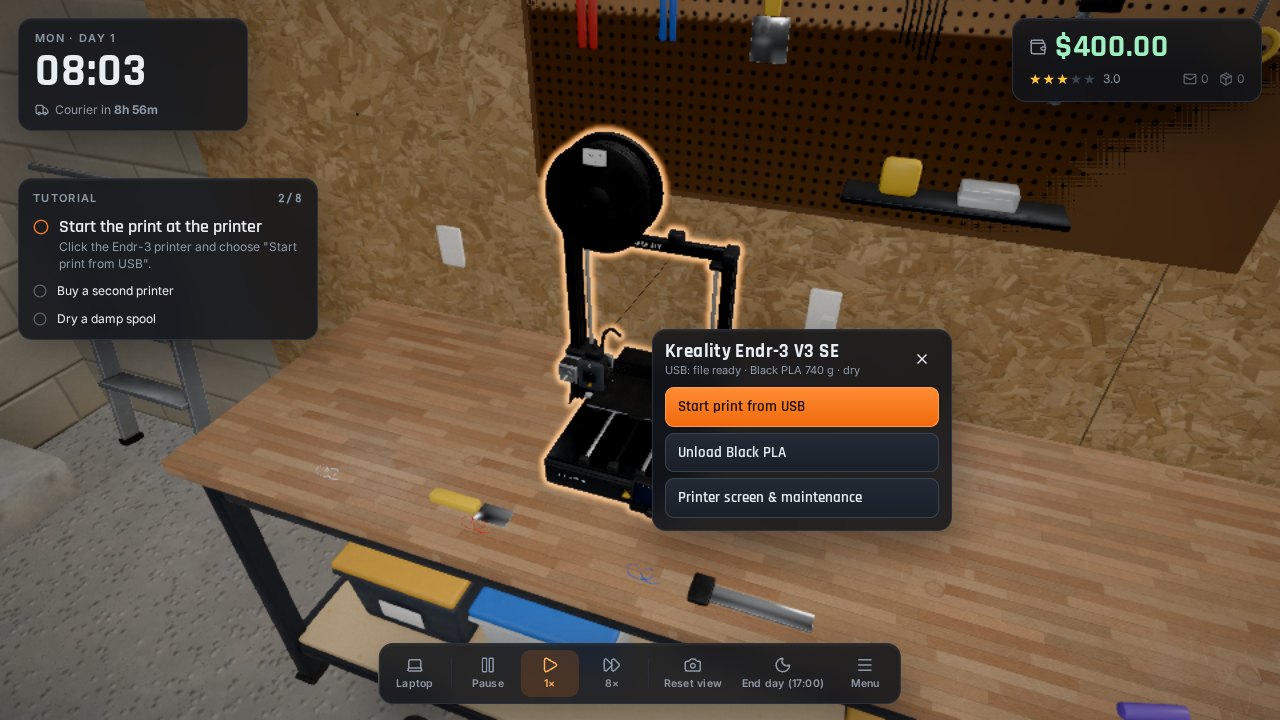 MON · DAY 1
08:03
Courier in 8h 56m
$400.00
3.0
0
0
TUTORIAL
2 / 8
Start the print at the printer
Click the Endr-3 printer and choose "Start
print from USB".
Buy a second printer
Dry a damp spool
Kreality Endr-3 V3 SE
USB: file ready · Black PLA 740 g · dry
Start print from USB
Unload Black PLA
Printer screen & maintenance
Laptop
Pause
1×
8×
Reset view
End day (17:00)
Menu